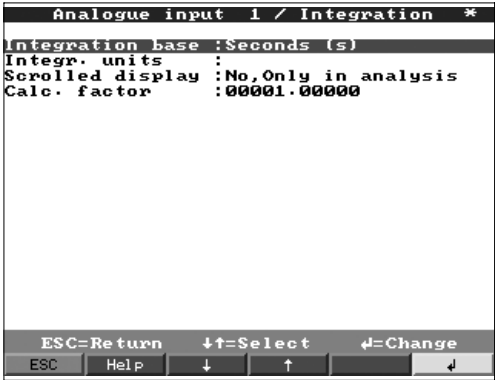 Analogue input 1 / Integration *
Integration base :Seconds (s)
Integr. units :
Scrolled display :No,Only in analysis
Calc. factor :00001.00000
ESC=Return ↓↑=Select ↲=Change
ESC Help ↓ ↑ ↲